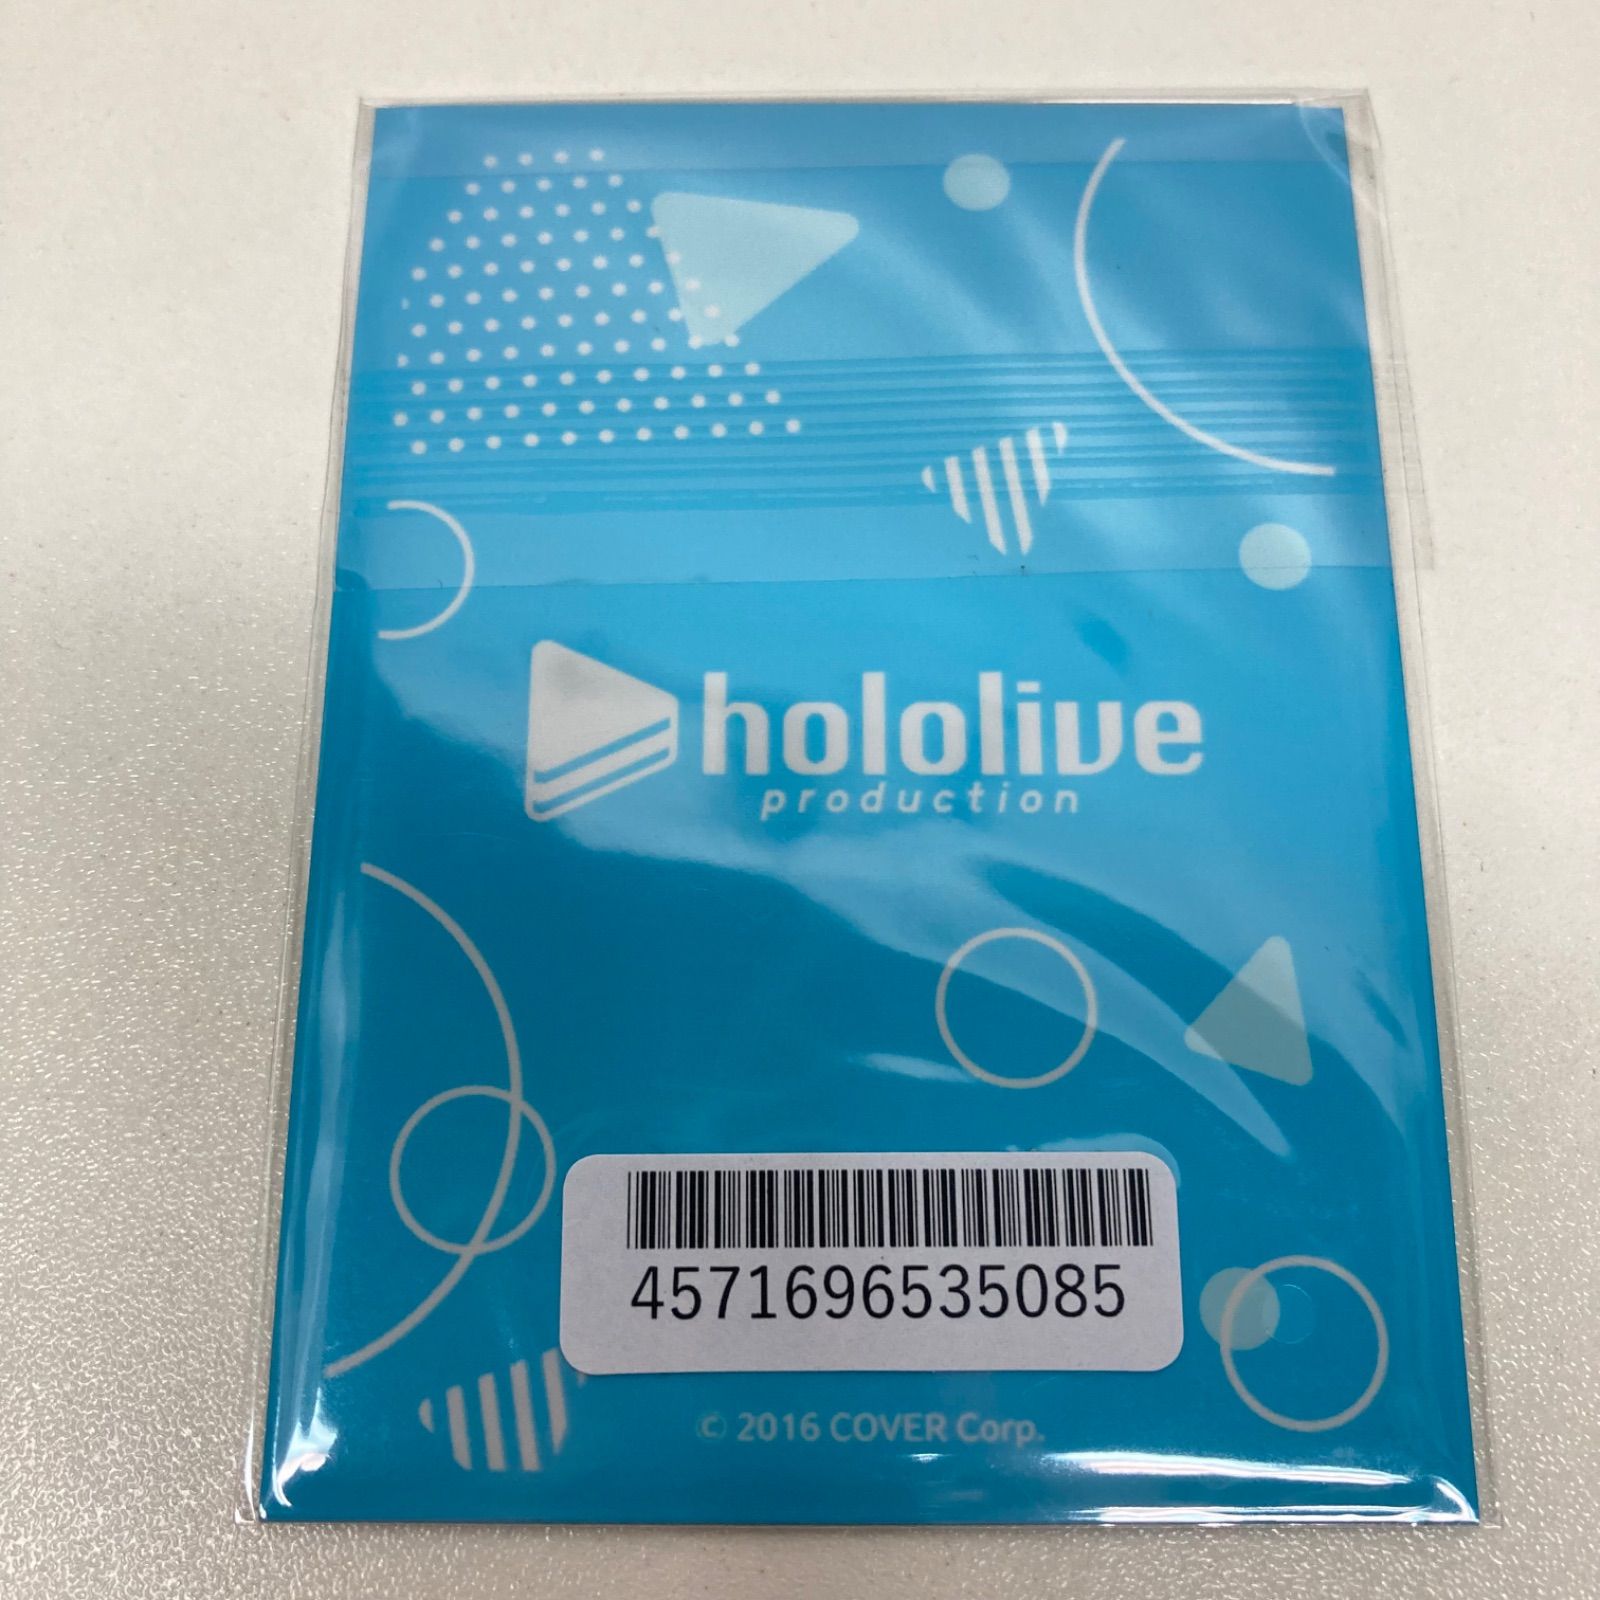 hololive
production
4571696535085
© 2016 COVER Corp.